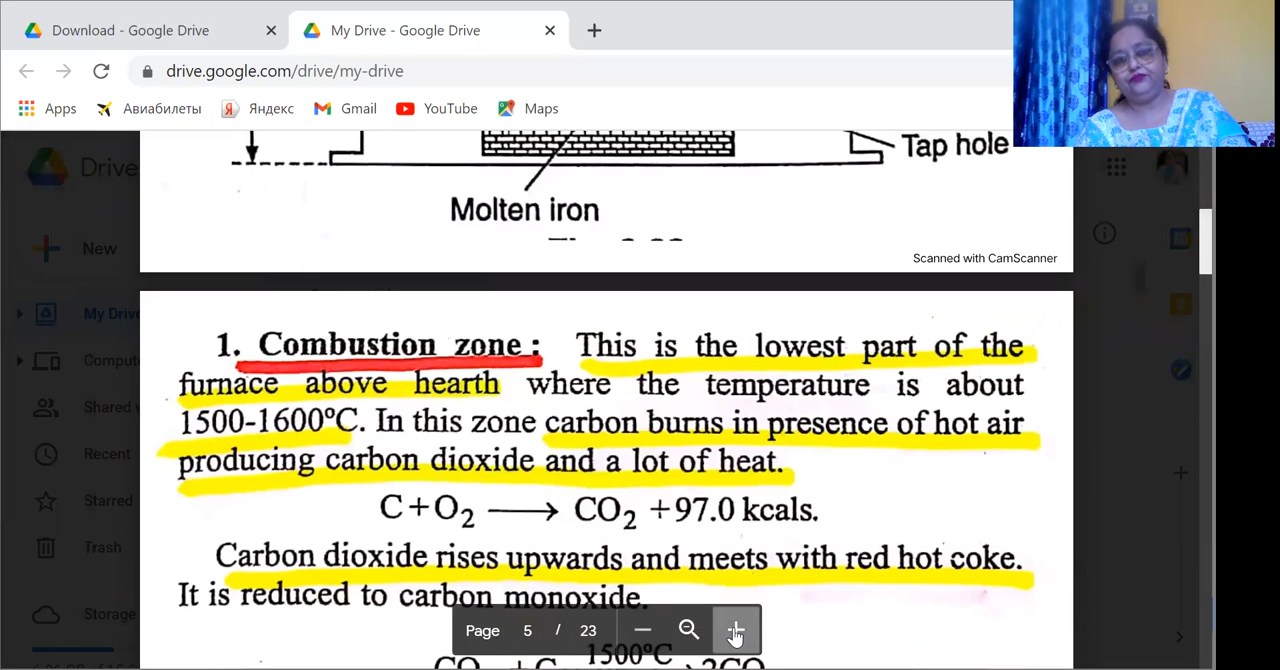 Download - Google Drive
My Drive - Google Drive
drive.google.com/drive/my-drive
Apps Авиабилеты Яндекс Gmail YouTube Maps
Tap hole
Molten iron
Scanned with CamScanner
Drive
New
My Drive
Shared
Recent
Starred
Trash
Storage
1. Combustion zone : This is the lowest part of the
furnace above hearth where the temperature is about
1500-1600ºC. In this zone carbon burns in presence of hot air
producing carbon dioxide and a lot of heat.
C+O₂ ⟶ CO₂ +97.0 kcals.
Carbon dioxide rises upwards and meets with red hot coke.
It is reduced to carbon monoxide.
Page 5 / 23
1500ºC